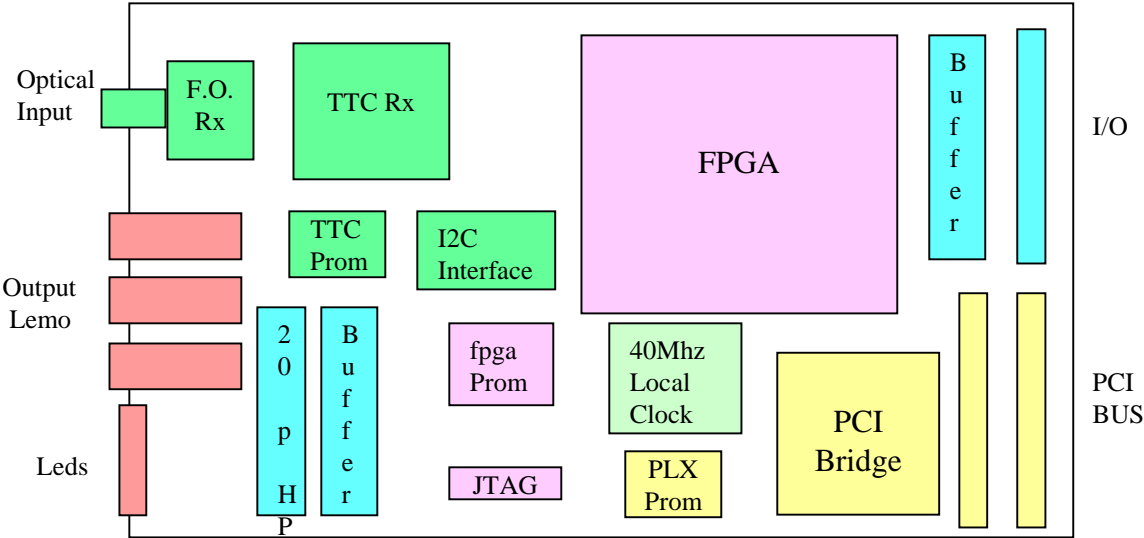 Optical
Input
F.O.
Rx
TTC Rx
FPGA
B
u
f
f
e
r
I/O
TTC
Prom
I2C
Interface
Output
Lemo
2
0
p
HP
B
u
f
f
e
r
fpga
Prom
40Mhz
Local
Clock
PCI
Bridge
PCI
BUS
Leds
JTAG
PLX
Prom